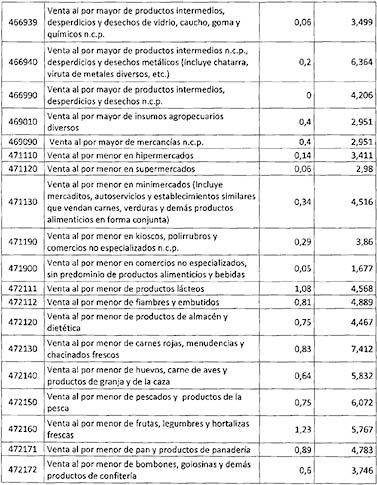 466939 Venta al por mayor de productos intermedios, 0,06 3,499
desperdicios y desechos de vidrio, caucho, goma y
químicos n.c.p.
466940 Venta al por mayor de productos intermedios n.c.p., 0,2 6,364
desperdicios y desechos metálicos (Incluye chatarra,
viruta de metales diversos, etc.)
466990 Venta al por mayor de productos intermedios, 0 4,206
desperdicios y desechos n.c.p.
469010 Venta al por mayor de insumos agropecuarios 0,4 2,951
diversos
469090 Venta al por mayor de mercancías n.c.p. 0,4 2,951
471110 Venta al por menor en hipermercados 0,14 3,411
471120 Venta al por menor en supermercados 0,06 2,98
471130 Venta al por menor en minimercados (Incluye 0,34 4,516
mercaditos, autoservicios y establecimientos similares
que vendan carnes, verduras y demás productos
alimenticios en forma conjunta)
471190 Venta al por menor en kioscos, polirrubros y 0,29 3,86
comercios no especializados n.c.p.
471900 Venta al por menor en comercios no especializados, 0,05 1,677
sin predominio de productos alimenticios y bebidas
472111 Venta al por menor de productos lácteos 1,08 4,568
472112 Venta al por menor de fiambres y embutidos 0,81 4,889
472120 Venta al por menor de productos de almacén y 0,75 4,467
dietética
472130 Venta al por menor de carnes rojas, menudencias y 0,83 7,412
chacinados frescos
472140 Venta al por menor de huevos, carne de aves y 0,64 5,832
productos de granja y de la caza
472150 Venta al por menor de pescados y productos de la 0,75 6,072
pesca
472160 Venta al por menor de frutas, legumbres y hortalizas 1,23 5,767
frescas
472171 Venta al por menor de pan y productos de panadería 0,89 4,783
472172 Venta al por menor de bombones, golosinas y demás 0,6 3,746
productos de confitería